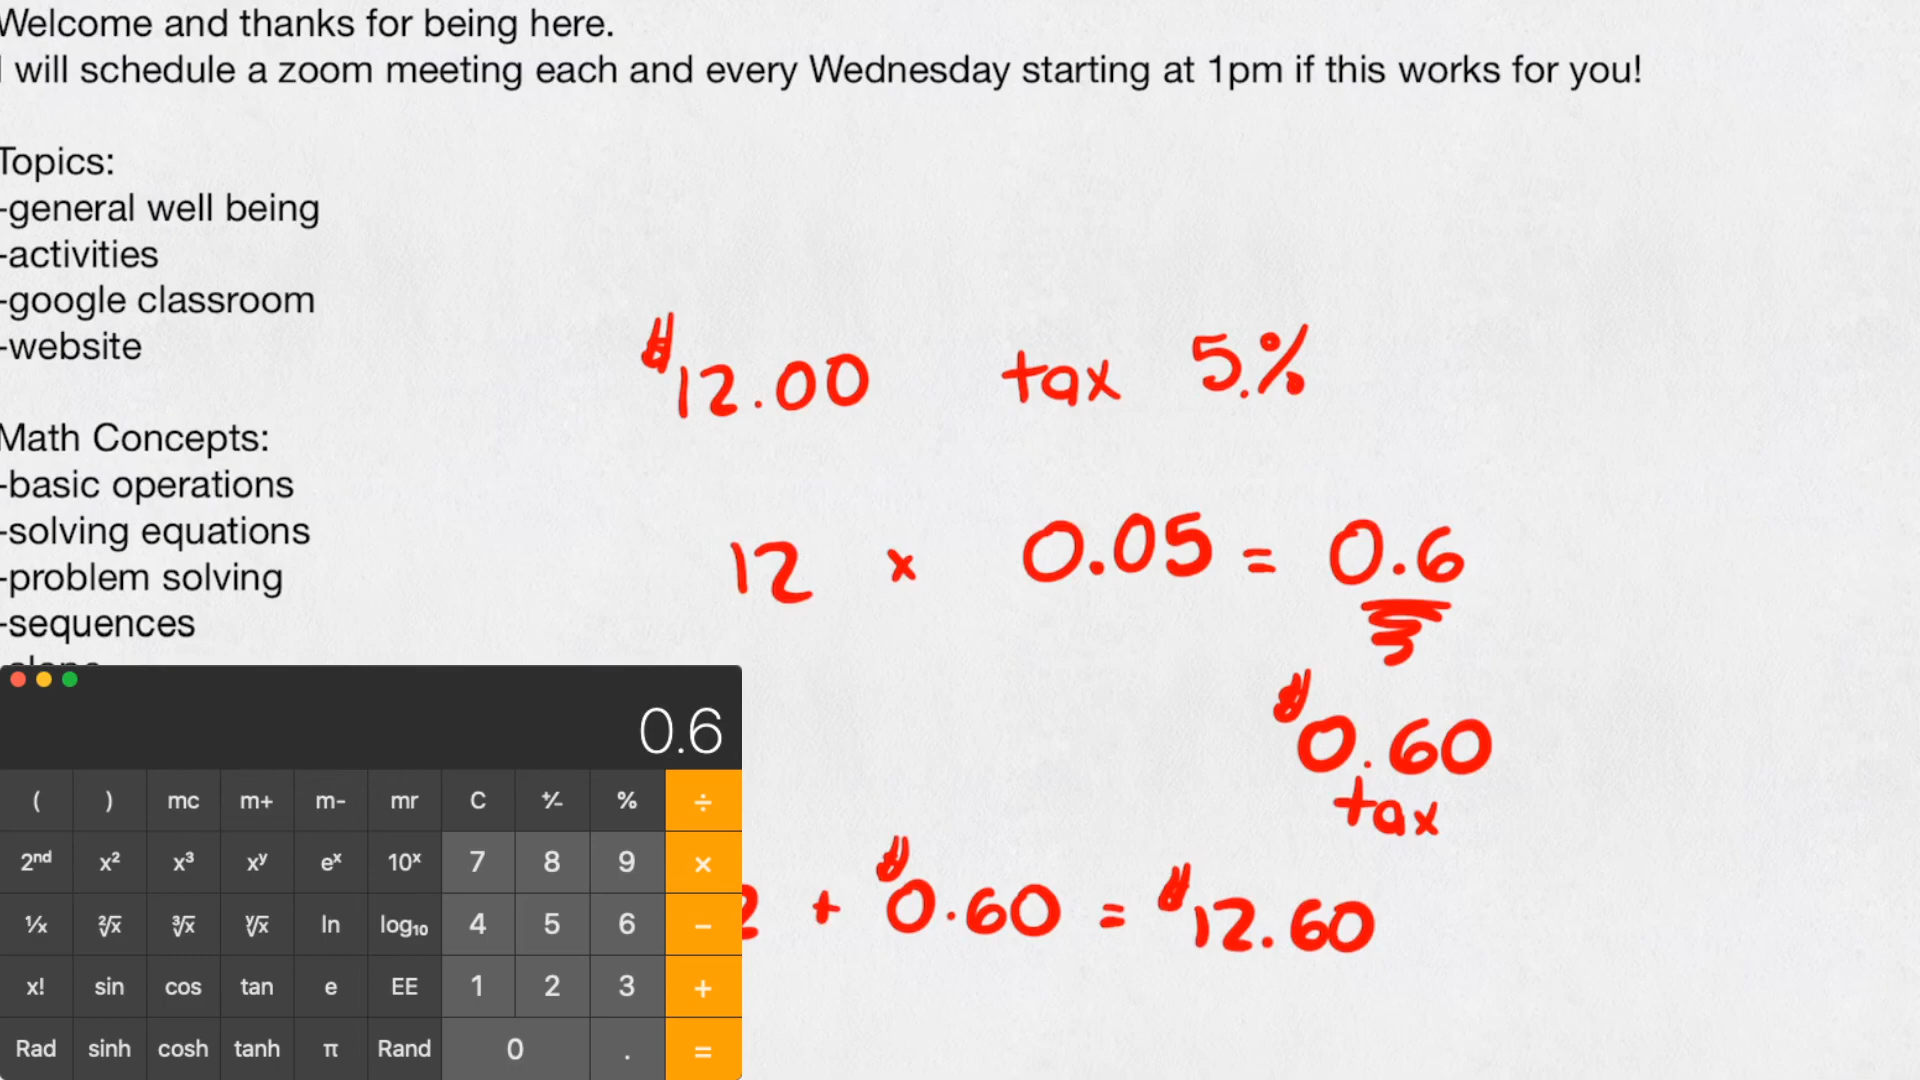 Welcome and thanks for being here.
I will schedule a zoom meeting each and every Wednesday starting at 1pm if this works for you!
Topics:
-general well being
-activities
-google classroom
-website
Math Concepts:
-basic operations
-solving equations
-problem solving
-sequences
$12.00 tax 5.%
12 x 0.05 = 0.6
$0.60
tax
2 + $0.60 = $12.60
0.6
( ) mc m+ m- mr C +/- % ÷
2nd x² x³ xʸ eˣ 10ˣ 7 8 9 ×
1/x ²√x ³√x ʸ√x ln log₁₀ 4 5 6 −
x! sin cos tan e EE 1 2 3 +
Rad sinh cosh tanh π Rand 0 . =